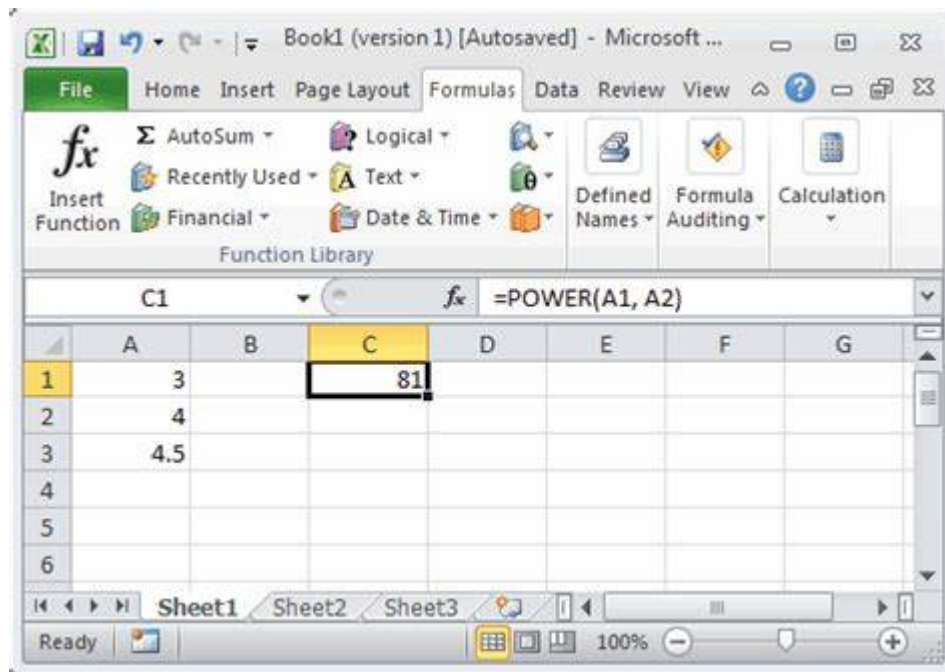 Book1 (version 1) [Autosaved] - Microsoft ...
File Home Insert Page Layout Formulas Data Review View
fx Insert Function
Σ AutoSum
Recently Used
Financial
Logical
Text
Date & Time
θ
Defined Names
Formula Auditing
Calculation
Function Library
C1 fx =POWER(A1, A2)
A B C D E F G
1 3 81
2 4
3 4.5
4
5
6
Sheet1 Sheet2 Sheet3
Ready 100%